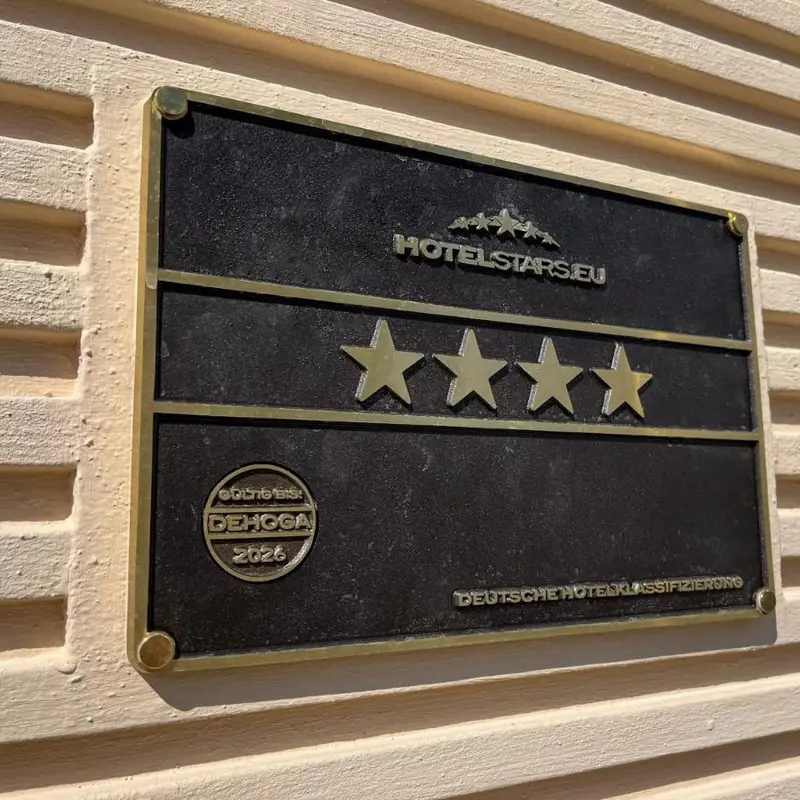 HOTELSTARS.EU
GÜLTIG BIS:
DEHOGA
2026
DEUTSCHE HOTELKLASSIFIZIERUNG